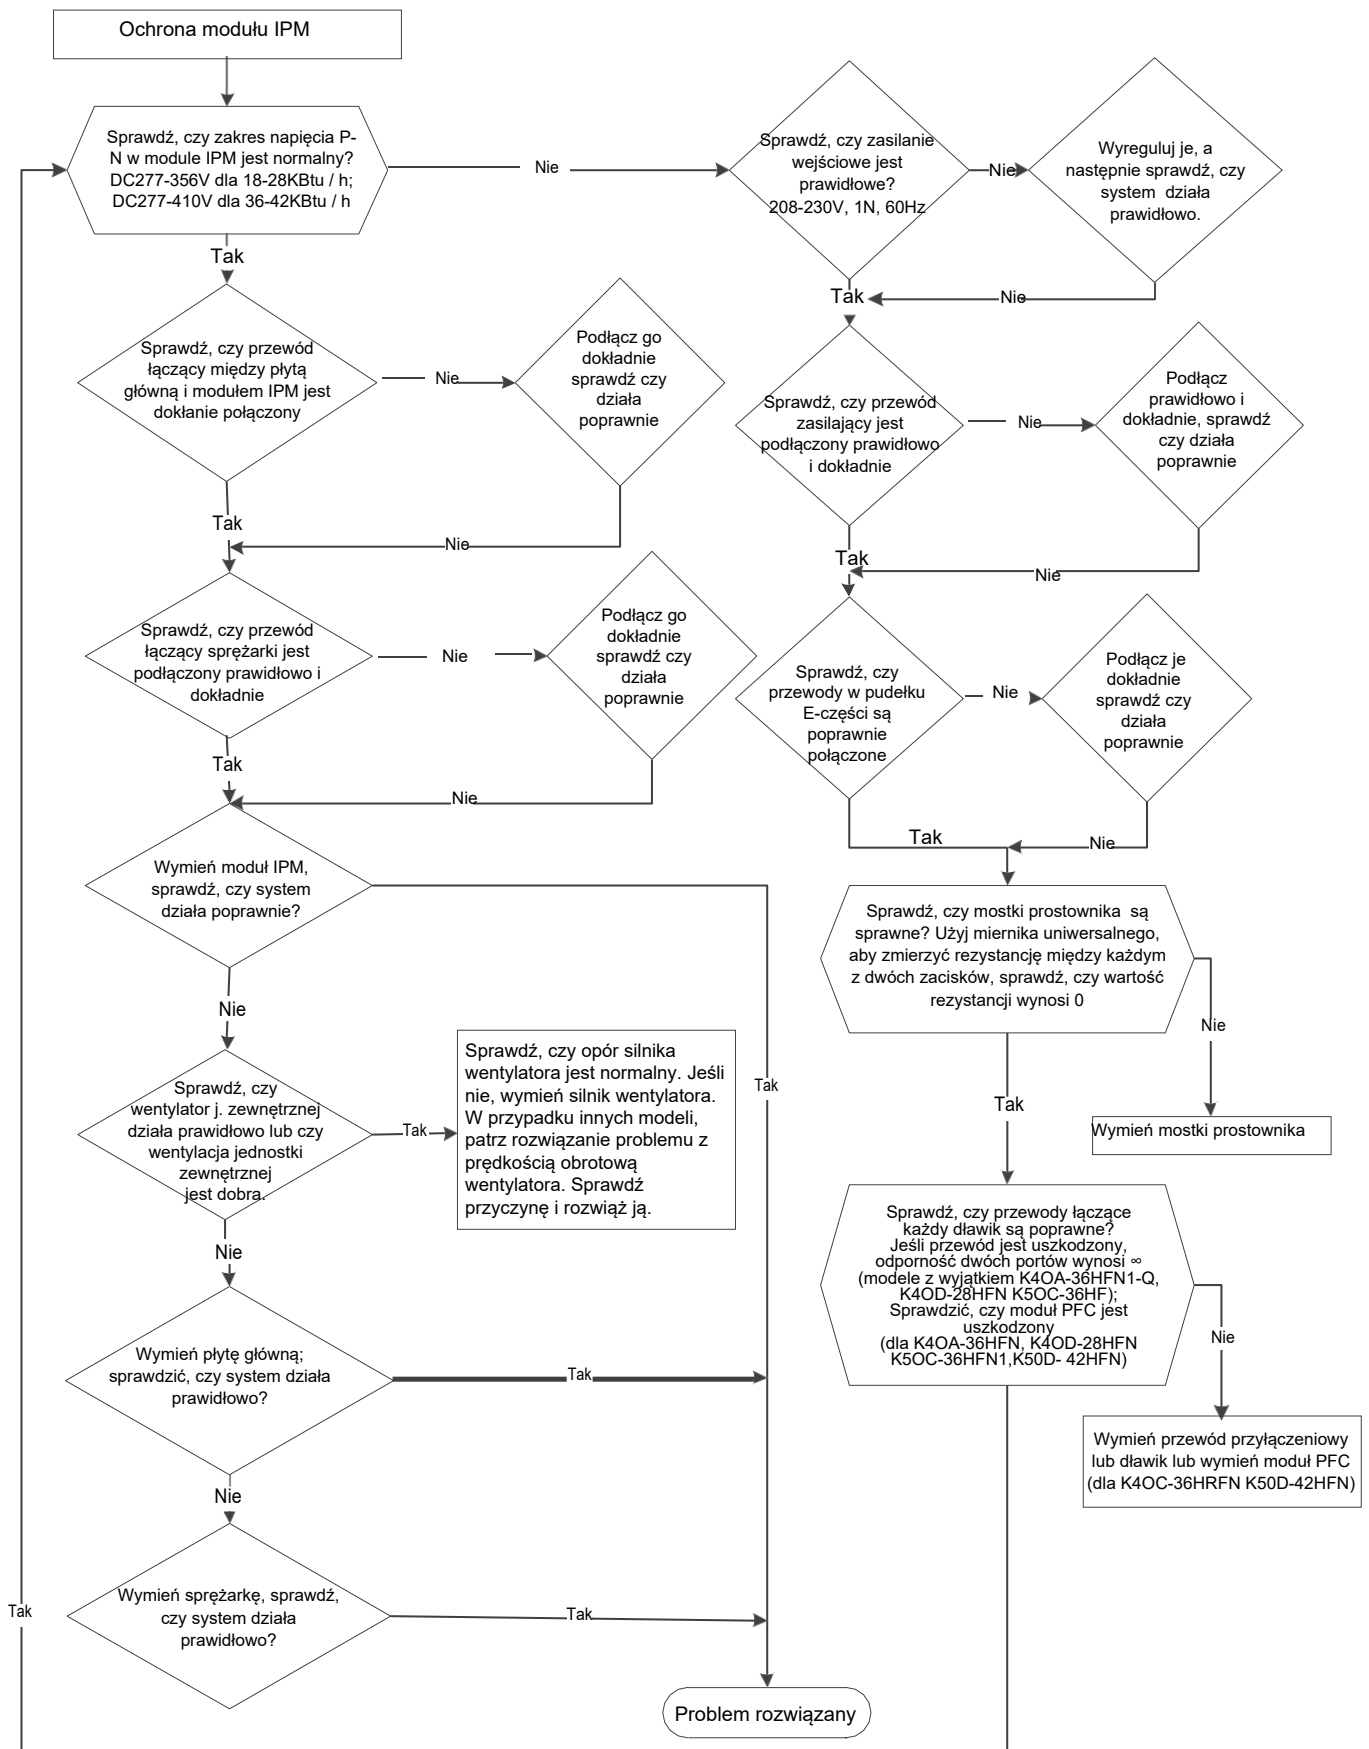 Ochrona modułu IPM
Sprawdź, czy zakres napięcia P-
N w module IPM jest normalny?
DC277-356V dla 18-28KBtu / h;
DC277-410V dla 36-42KBtu / h
Nie
Sprawdź, czy zasilanie
wejściowe jest
prawidłowe?
208-230V, 1N, 60Hz
Nie
Wyreguluj je, a
następnie sprawdź, czy
system działa
prawidłowo.
Tak
Tak
Nie
Sprawdź, czy przewód
łączący między płytą
główną i modułem IPM jest
dokłanie połączony
Nie
Podłącz go
dokładnie
sprawdź czy
działa
poprawnie
Sprawdź, czy przewód
zasilający jest
podłączony prawidłowo
i dokładnie
Nie
Podłącz
prawidłowo i
dokładnie, sprawdź
czy działa
poprawnie
Tak
Nie
Tak
Nie
Sprawdź, czy przewód
łączący sprężarki jest
podłączony prawidłowo i
dokładnie
Nie
Podłącz go
dokładnie
sprawdź czy
działa
poprawnie
Sprawdź, czy
przewody w pudełku
E-części są
poprawnie
połączone
Nie
Podłącz je
dokładnie
sprawdź czy
działa
poprawnie
Tak
Nie
Tak
Nie
Wymień moduł IPM,
sprawdź, czy system
działa poprawnie?
Sprawdź, czy mostki prostownika są
sprawne? Użyj miernika uniwersalnego,
aby zmierzyć rezystancję między każdym
z dwóch zacisków, sprawdź, czy wartość
rezystancji wynosi 0
Nie
Nie
Sprawdź, czy
wentylator j. zewnętrznej
działa prawidłowo lub czy
wentylacja jednostki
zewnętrznej
jest dobra.
Tak
Sprawdź, czy opór silnika
wentylatora jest normalny. Jeśli
nie, wymień silnik wentylatora.
W przypadku innych modeli,
patrz rozwiązanie problemu z
prędkością obrotową
wentylatora. Sprawdź
przyczynę i rozwiąż ją.
Tak
Tak
Wymień mostki prostownika
Nie
Sprawdź, czy przewody łączące
każdy dławik są poprawne?
Jeśli przewód jest uszkodzony,
odporność dwóch portów wynosi ∞
(modele z wyjątkiem K4OA-36HFN1-Q,
K4OD-28HFN K5OC-36HF);
Sprawdzić, czy moduł PFC jest
uszkodzony
(dla K4OA-36HFN, K4OD-28HFN
K5OC-36HFN1,K50D- 42HFN)
Nie
Wymień płytę główną;
sprawdzić, czy system działa
prawidłowo?
Tak
Wymień przewód przyłączeniowy
lub dławik lub wymień moduł PFC
(dla K4OC-36HRFN K50D-42HFN)
Nie
Wymień sprężarkę, sprawdź,
czy system działa
prawidłowo?
Tak
Tak
Problem rozwiązany